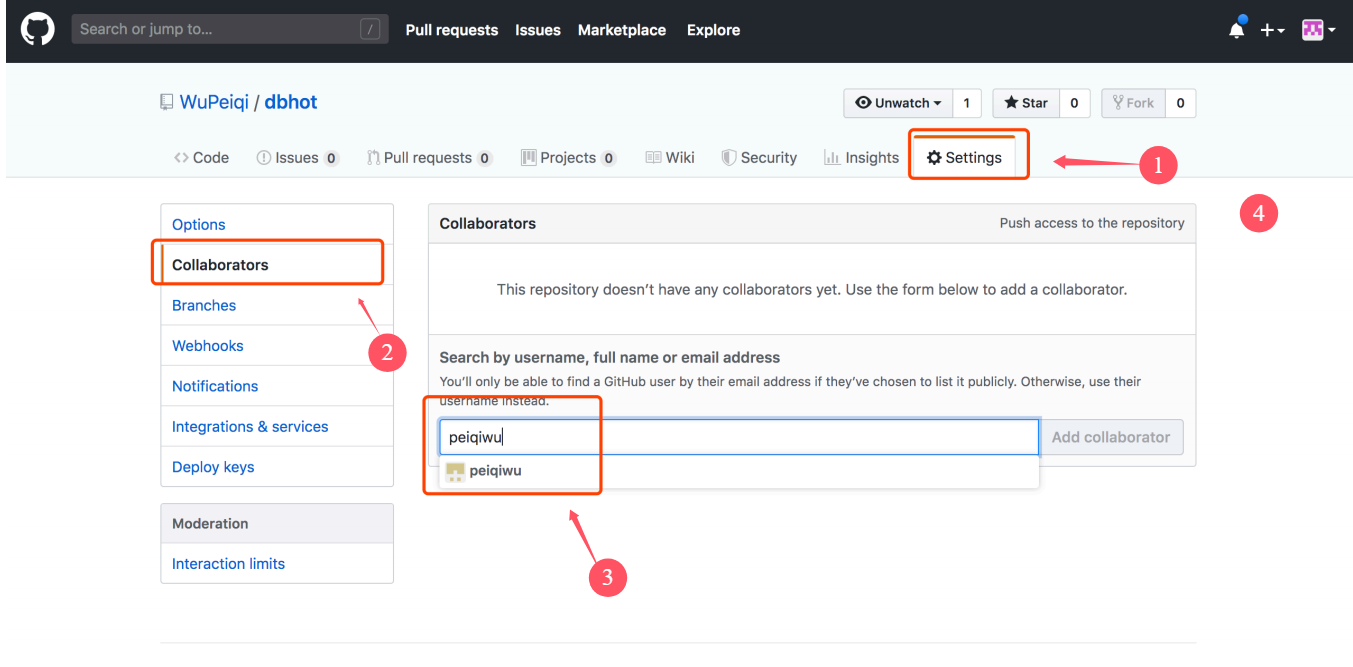 Search or jump to... /
Pull requests Issues Marketplace Explore
WuPeiqi / dbhot
Unwatch 1 Star 0 Fork 0
Code Issues 0 Pull requests 0 Projects 0 Wiki Security Insights Settings
1
4
Options
Collaborators
Branches
Webhooks
Notifications
Integrations & services
Deploy keys
2
Moderation
Interaction limits
Collaborators Push access to the repository
This repository doesn't have any collaborators yet. Use the form below to add a collaborator.
Search by username, full name or email address
You'll only be able to find a GitHub user by their email address if they've chosen to list it publicly. Otherwise, use their
username instead.
peiqiwu Add collaborator
peiqiwu
3